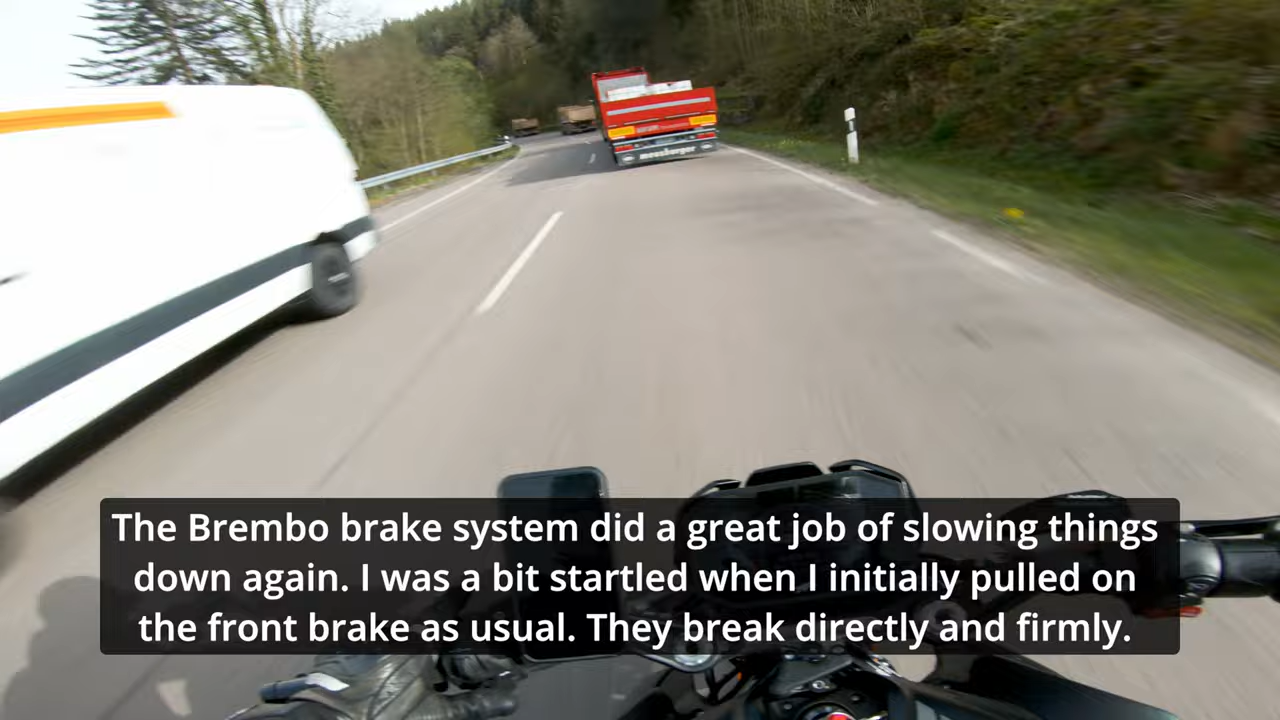 meusburger
The Brembo brake system did a great job of slowing things
down again. I was a bit startled when I initially pulled on
the front brake as usual. They break directly and firmly.